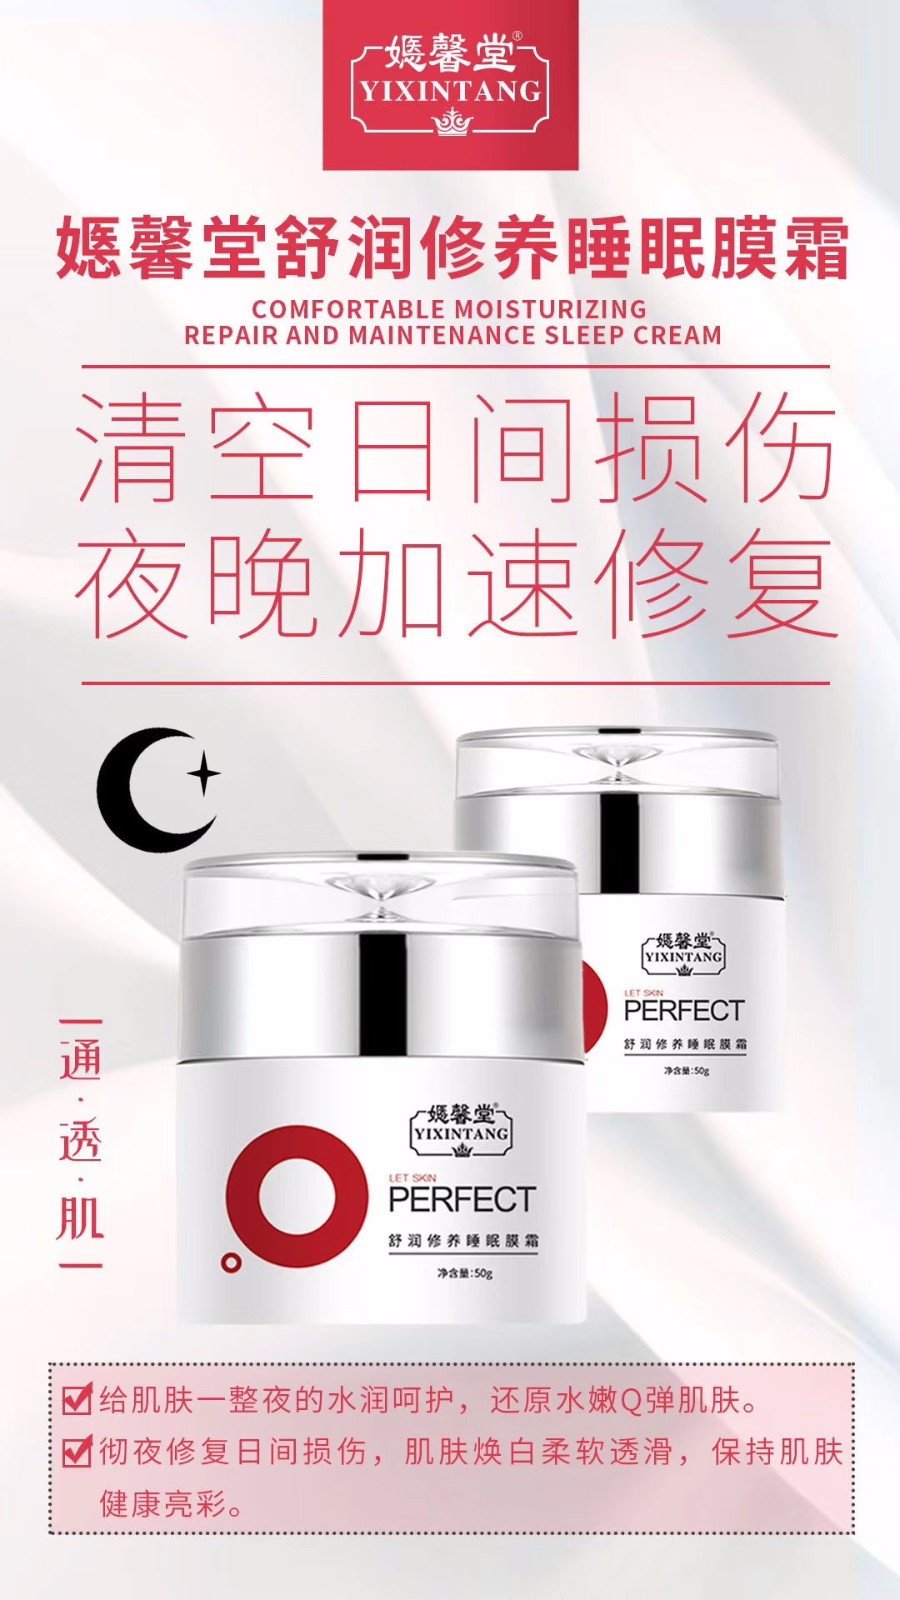 嬺馨堂®
YIXINTANG
嬺馨堂舒润修养睡眠膜霜
COMFORTABLE MOISTURIZING
REPAIR AND MAINTENANCE SLEEP CREAM
清空日间损伤
夜晚加速修复
嬺馨堂
YIXINTANG
LET SKIN
PERFECT
舒润修养睡眠膜霜
净含量:50g
通·透·肌
嬺馨堂®
YIXINTANG
LET SKIN
PERFECT
舒润修养睡眠膜霜
净含量:50g
给肌肤一整夜的水润呵护，还原水嫩Q弹肌肤。
彻夜修复日间损伤，肌肤焕白柔软透滑，保持肌肤
健康亮彩。